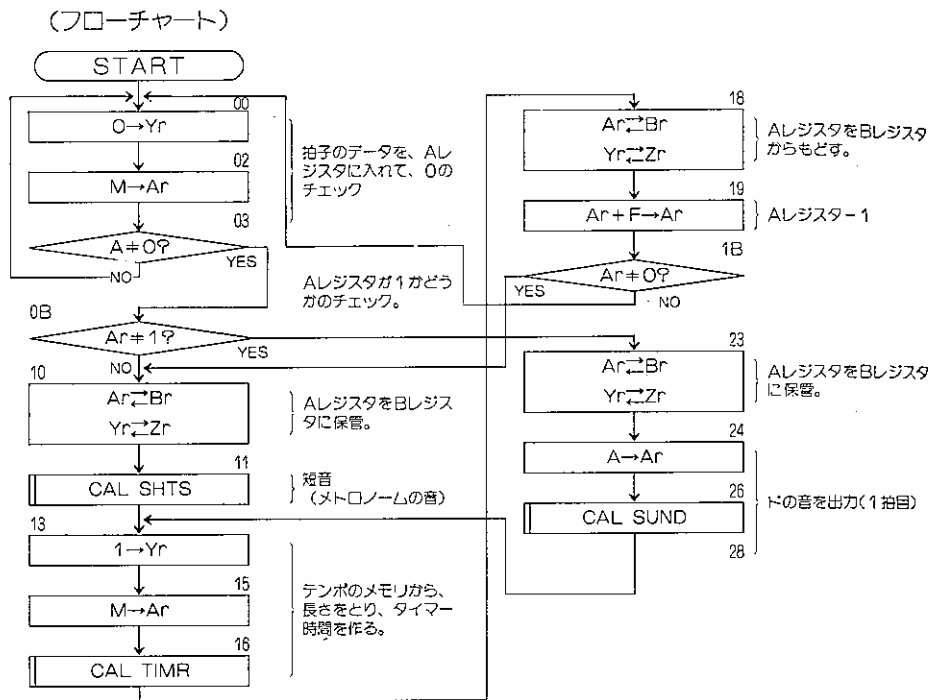 (フローチャート)
START
00
0→Yr
02
M→Ar
03
A≠0?
NO
YES
拍子のデータを、Aレ
ジスタに入れて、0の
チェック
Aレジスタが1かどう
かのチェック。
0B
Ar≠1?
YES
NO
10
Ar⇄Br
Yr⇄Zr
Aレジスタをbレジス
タに保管。
11
CAL SHTS
短音
(メトロノームの音)
13
1→Yr
15
M→Ar
16
CAL TIMR
テンポのメモリから、
長さをとり、タイマー
時間を作る。
18
Ar⇄Br
Yr⇄Zr
AレジスタをBレジスタ
からもどす。
19
Ar+F→Ar
Aレジスター1
1B
Ar≠0?
YES
NO
23
Ar⇄Br
Yr⇄Zr
AレジスタをBレジスタ
に保管。
24
A→Ar
26
CAL SUND
28
ドの音を出力(1拍目)